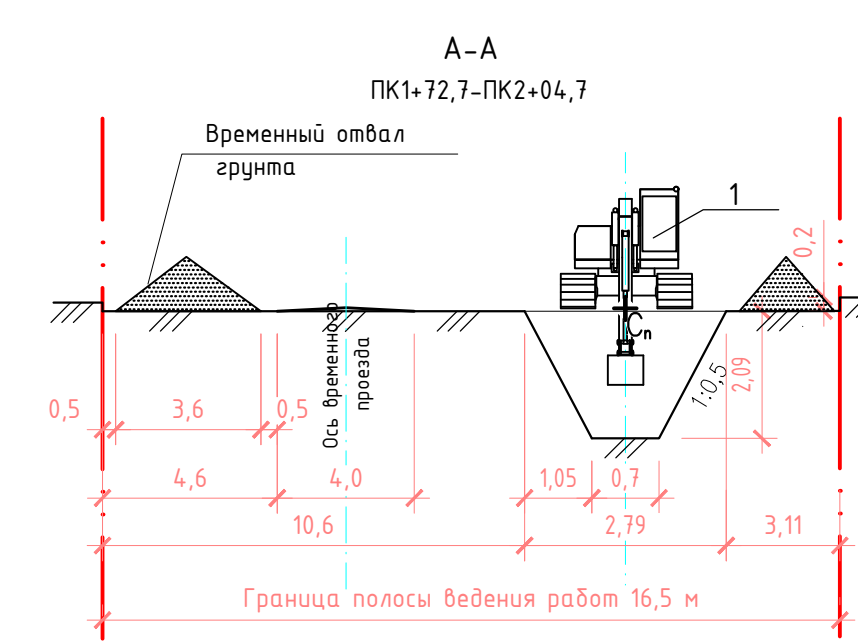 А-А
ПК1+72,7-ПК2+04,7
Временный отвал
грунта
1
0,2
Сп
Ось временного
проезда
1:0,5
2,09
0,5
3,6
0,5
4,6
4,0
1,05
0,7
10,6
2,79
3,11
Граница полосы ведения работ 16,5 м